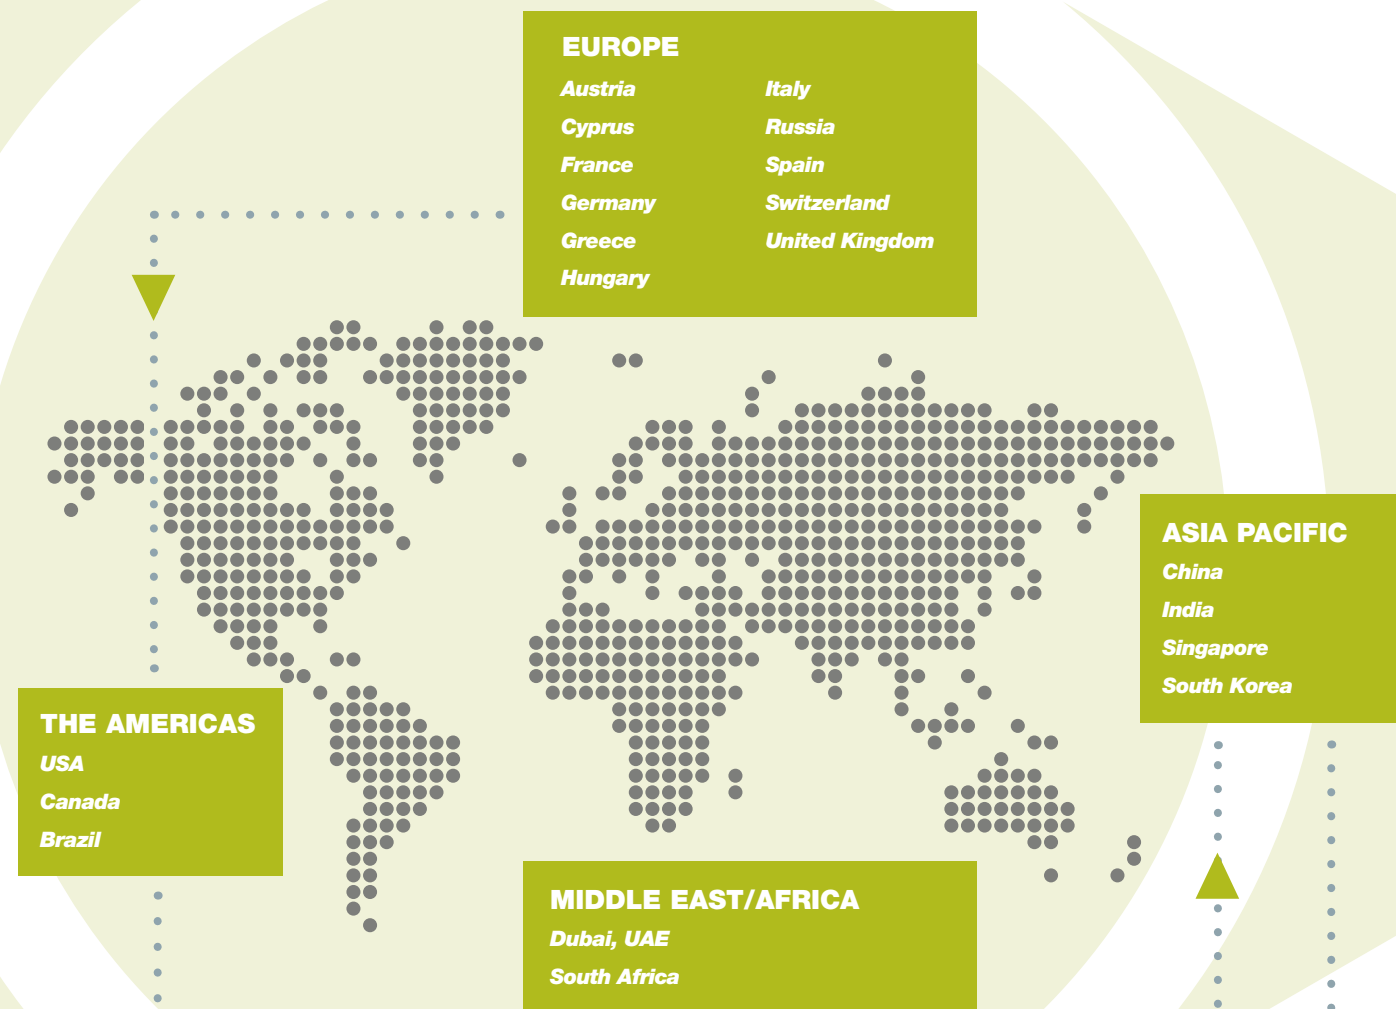 EUROPE
Austria
Cyprus
France
Germany
Greece
Hungary
Italy
Russia
Spain
Switzerland
United Kingdom
ASIA PACIFIC
China
India
Singapore
South Korea
THE AMERICAS
USA
Canada
Brazil
MIDDLE EAST/AFRICA
Dubai, UAE
South Africa